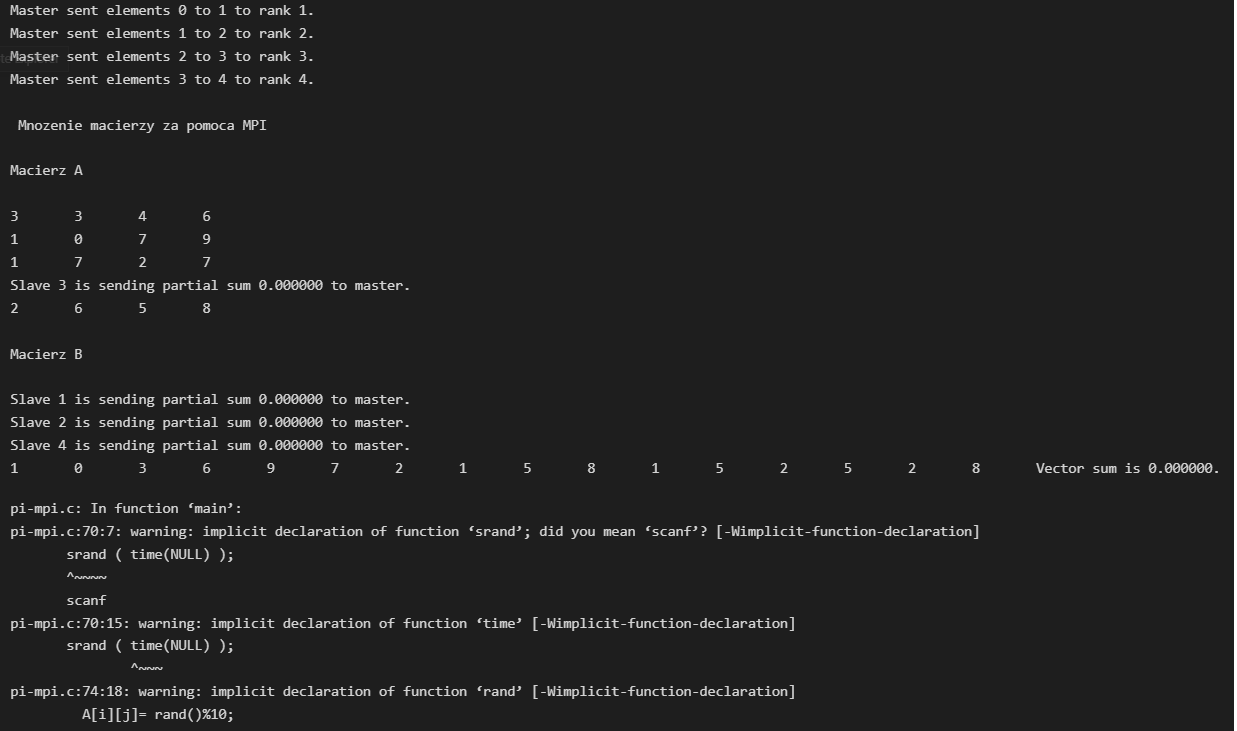 Master sent elements 0 to 1 to rank 1.
Master sent elements 1 to 2 to rank 2.
Master sent elements 2 to 3 to rank 3.
Master sent elements 3 to 4 to rank 4.
Mnozenie macierzy za pomoca MPI
Macierz A
3 3 4 6
1 0 7 9
1 7 2 7
Slave 3 is sending partial sum 0.000000 to master.
2 6 5 8
Macierz B
Slave 1 is sending partial sum 0.000000 to master.
Slave 2 is sending partial sum 0.000000 to master.
Slave 4 is sending partial sum 0.000000 to master.
1 0 3 6 9 7 2 1 5 8 1 5 2 5 2 8 Vector sum is 0.000000.
pi-mpi.c: In function ‘main’:
pi-mpi.c:70:7: warning: implicit declaration of function ‘srand’; did you mean ‘scanf’? [-Wimplicit-function-declaration]
srand ( time(NULL) );
^~~~~
scanf
pi-mpi.c:70:15: warning: implicit declaration of function ‘time’ [-Wimplicit-function-declaration]
srand ( time(NULL) );
^~~~
pi-mpi.c:74:18: warning: implicit declaration of function ‘rand’ [-Wimplicit-function-declaration]
A[i][j]= rand()%10;